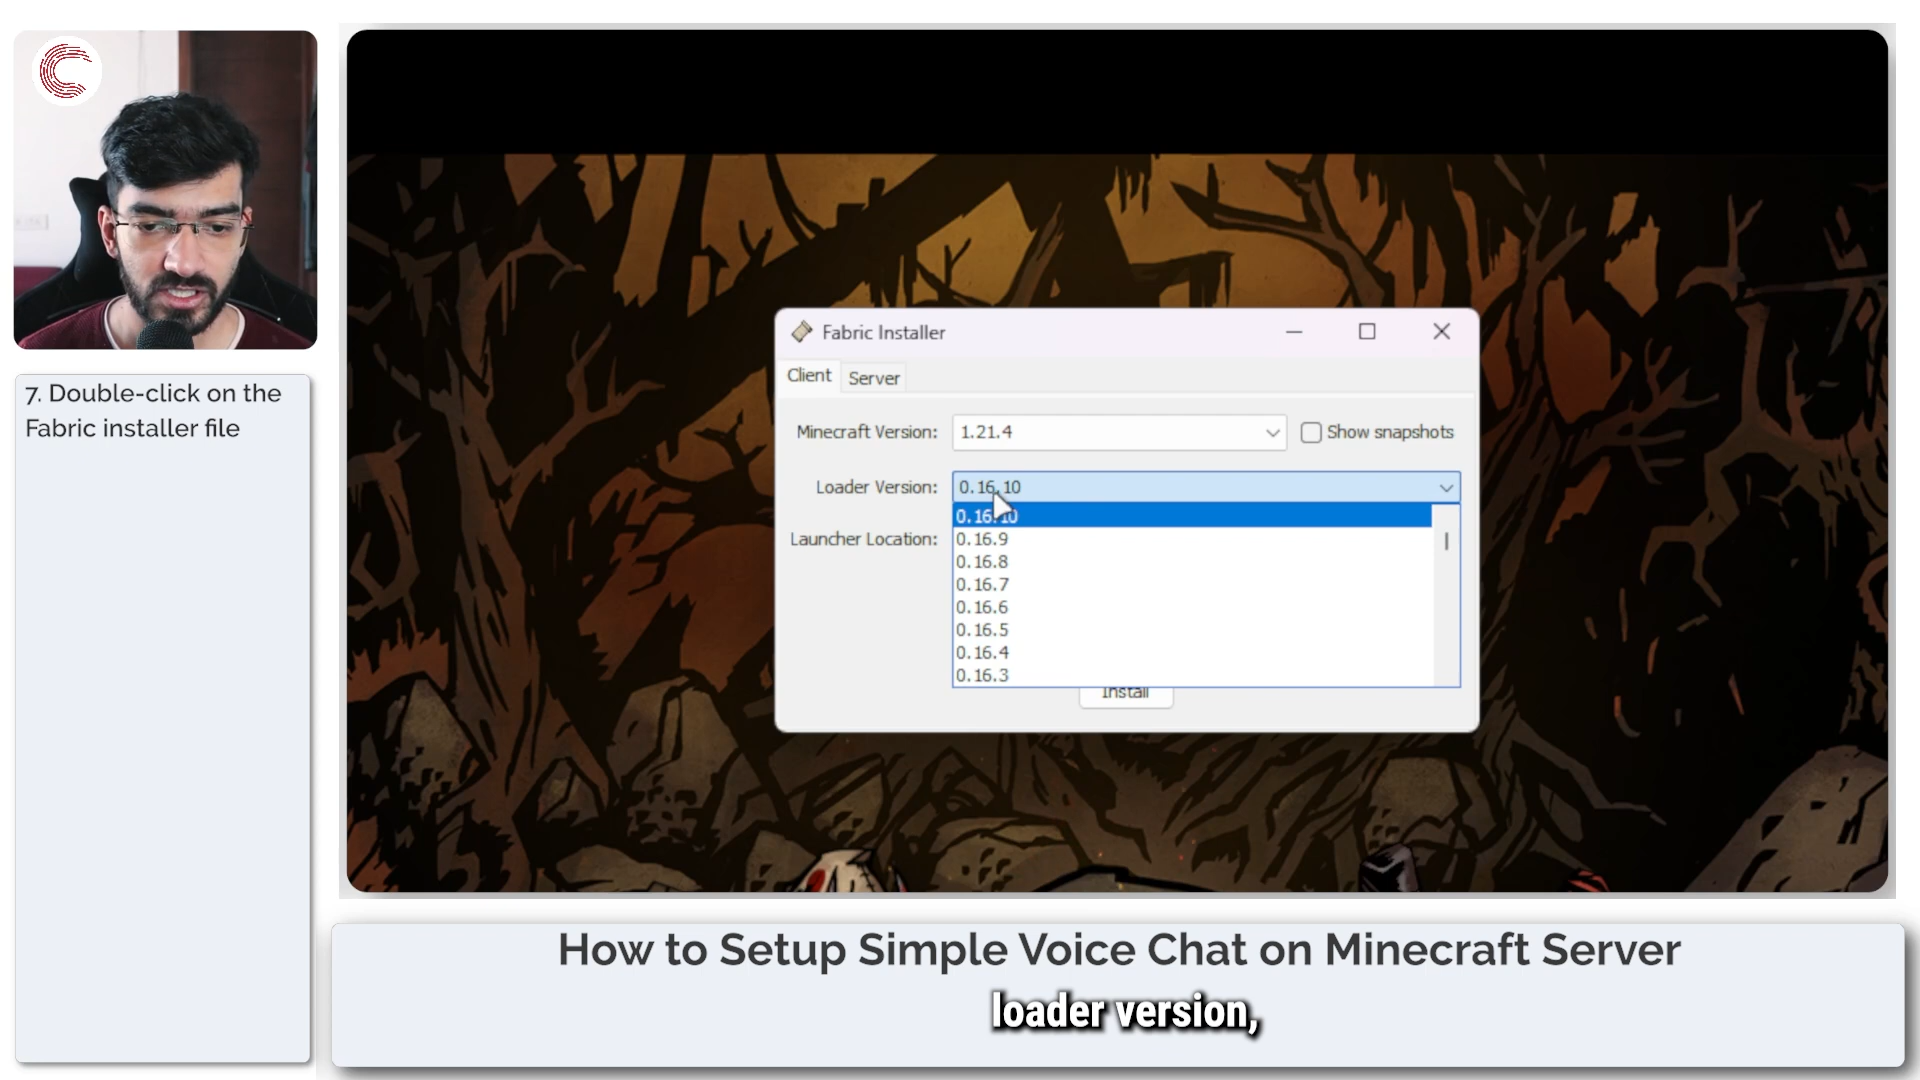 7. Double-click on the
Fabric installer file
Fabric Installer
Client
Server
Minecraft Version:
1.21.4
Show snapshots
Loader Version:
0.16.10
0.16.10
0.16.9
Launcher Location:
0.16.8
0.16.7
0.16.6
0.16.5
0.16.4
0.16.3
Install
How to Setup Simple Voice Chat on Minecraft Server
loader version,